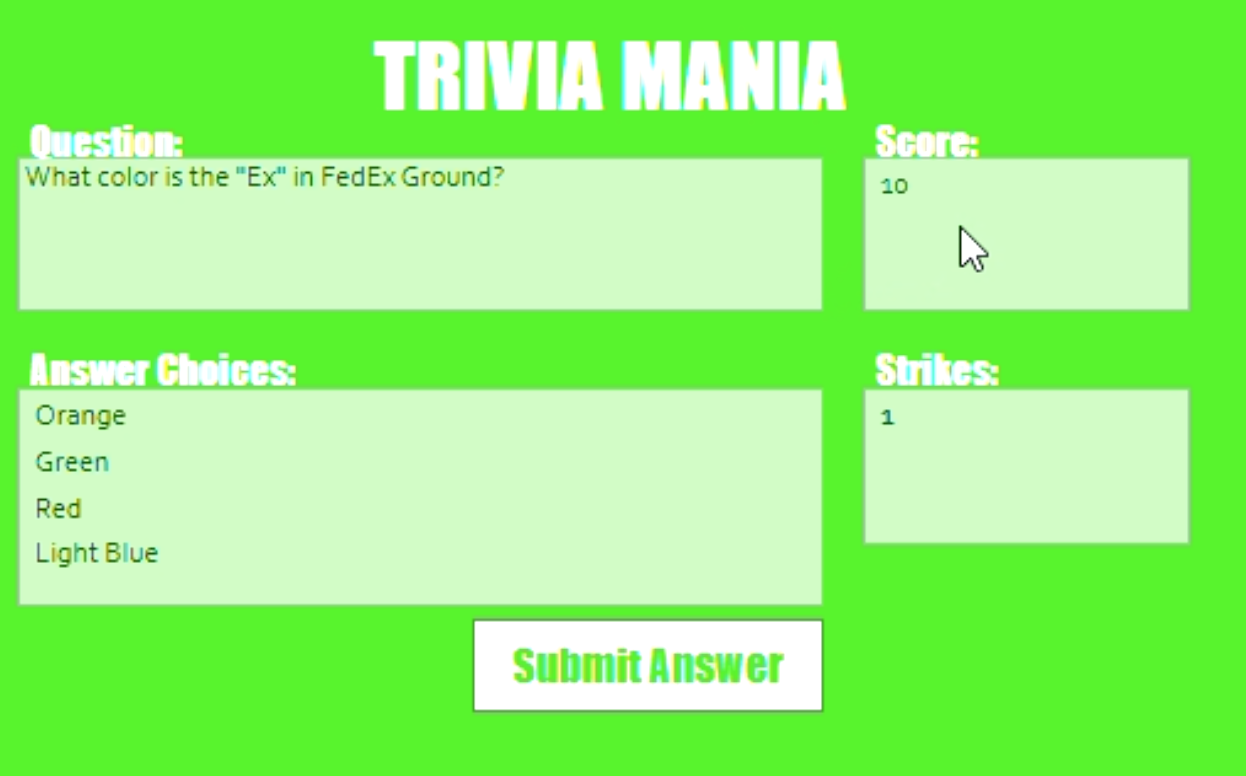 TRIVIA MANIA
Question:
What color is the "Ex" in FedEx Ground?
Score:
10
Answer Choices:
Orange
Green
Red
Light Blue
Strikes:
1
Submit Answer